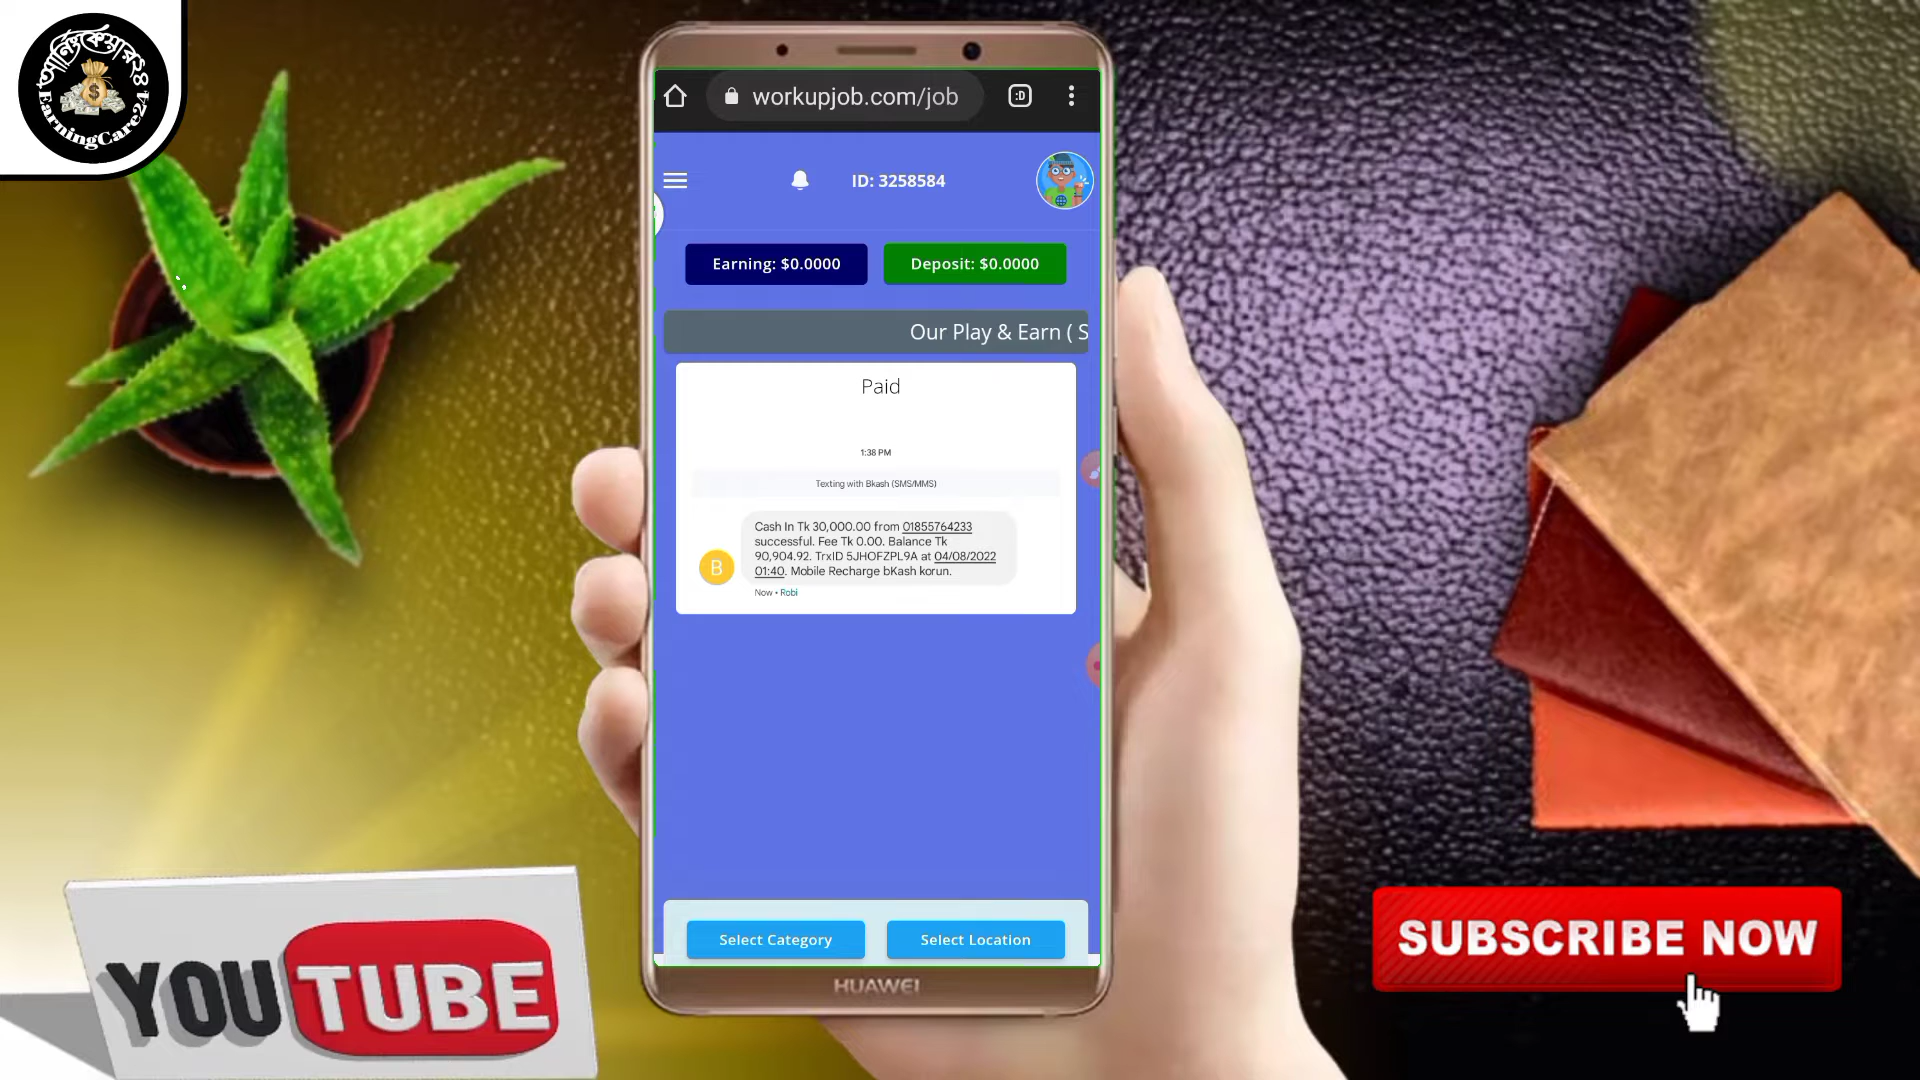 আর্নিংকেয়ার২৪
EarningCare24
workupjob.com/job
:D
ID: 3258584
Earning: $0.0000
Deposit: $0.0000
Our Play & Earn ( S
Paid
1:38 PM
Texting with Bkash (SMS/MMS)
Cash In Tk 30,000.00 from 01855764233
successful. Fee Tk 0.00. Balance Tk
90,904.92. TrxID 5JHOFZPL9A at 04/08/2022
01:40. Mobile Recharge bKash korun.
B
Now • Robi
Select Category
Select Location
HUAWEI
YOUTUBE
SUBSCRIBE NOW